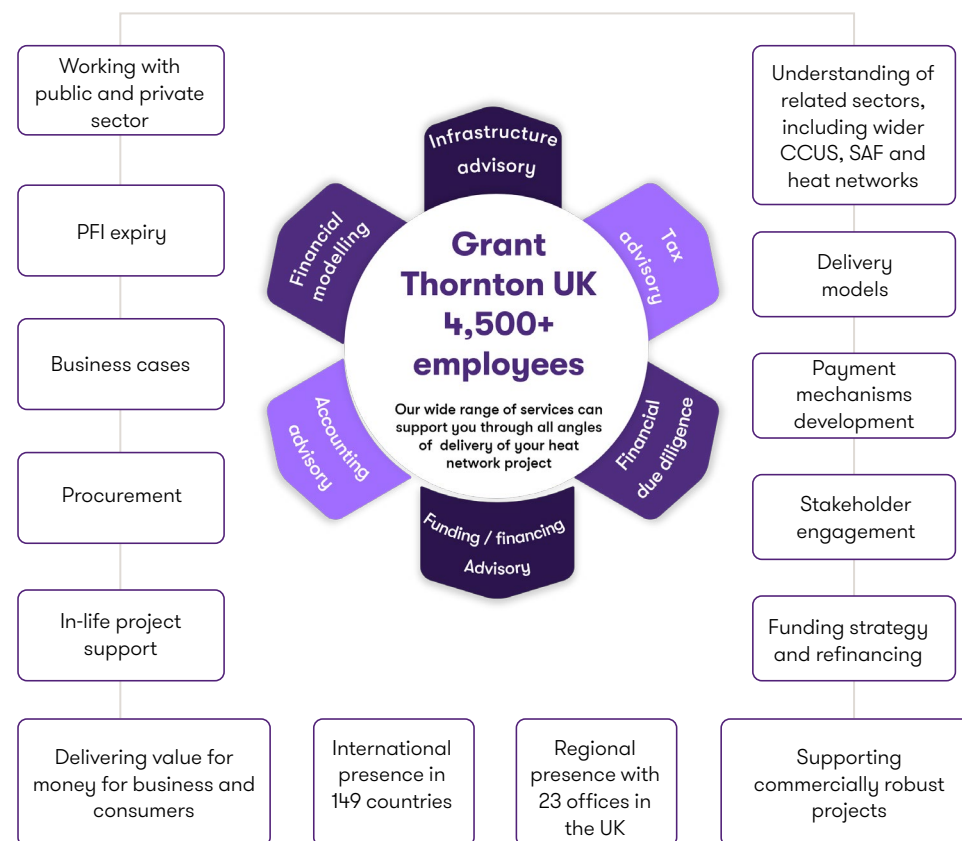 Working with
public and private
sector
PFI expiry
Business cases
Procurement
In-life project
support
Infrastructure
advisory
Tax
advisory
Financial
due diligence
Funding / financing
Advisory
Accounting
advisory
Financial
modelling
Grant
Thornton UK
4,500+
employees
Our wide range of services can
support you through all angles
of delivery of your heat
network project
Understanding of
related sectors,
including wider
CCUS, SAF and
heat networks
Delivery
models
Payment
mechanisms
development
Stakeholder
engagement
Funding strategy
and refinancing
Delivering value for
money for business and
consumers
International
presence in
149 countries
Regional
presence with
23 offices in
the UK
Supporting
commercially robust
projects